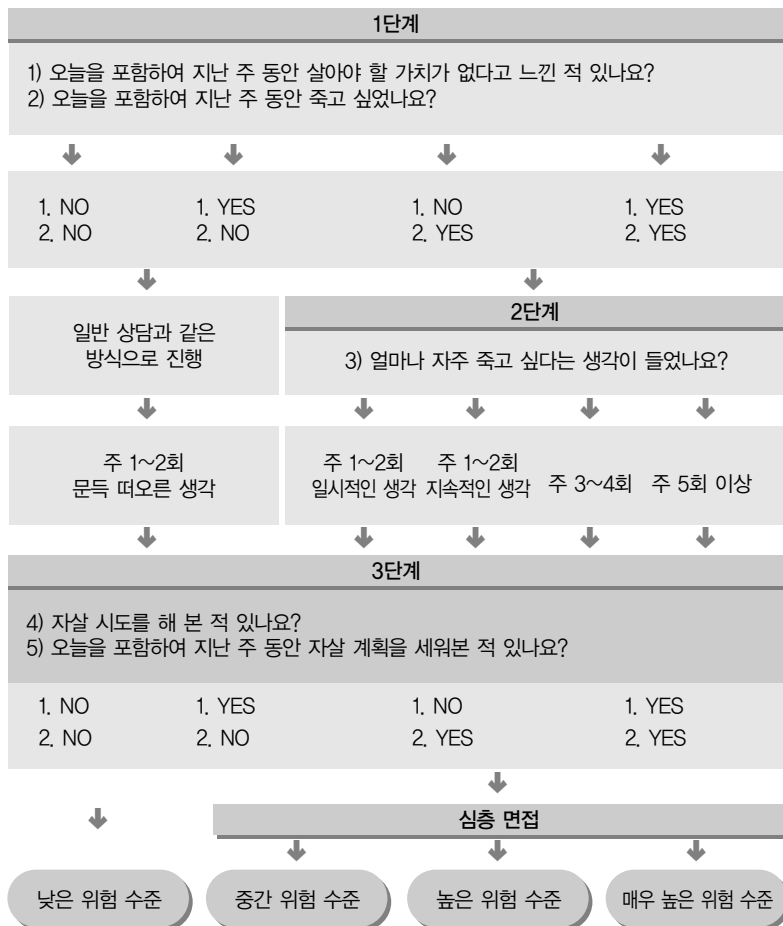 1단계
1) 오늘을 포함하여 지난 주 동안 살아야 할 가치가 없다고 느낀 적 있나요?
2) 오늘을 포함하여 지난 주 동안 죽고 싶었나요?
1. NO 1. YES 1. NO 1. YES
2. NO 2. NO 2. YES 2. YES
일반 상담과 같은
방식으로 진행
2단계
3) 얼마나 자주 죽고 싶다는 생각이 들었나요?
주 1~2회
문득 떠오른 생각
주 1~2회
일시적인 생각
주 1~2회
지속적인 생각
주 3~4회
주 5회 이상
3단계
4) 자살 시도를 해 본 적 있나요?
5) 오늘을 포함하여 지난 주 동안 자살 계획을 세워본 적 있나요?
1. NO 1. YES 1. NO 1. YES
2. NO 2. NO 2. YES 2. YES
심층 면접
낮은 위험 수준 중간 위험 수준 높은 위험 수준 매우 높은 위험 수준